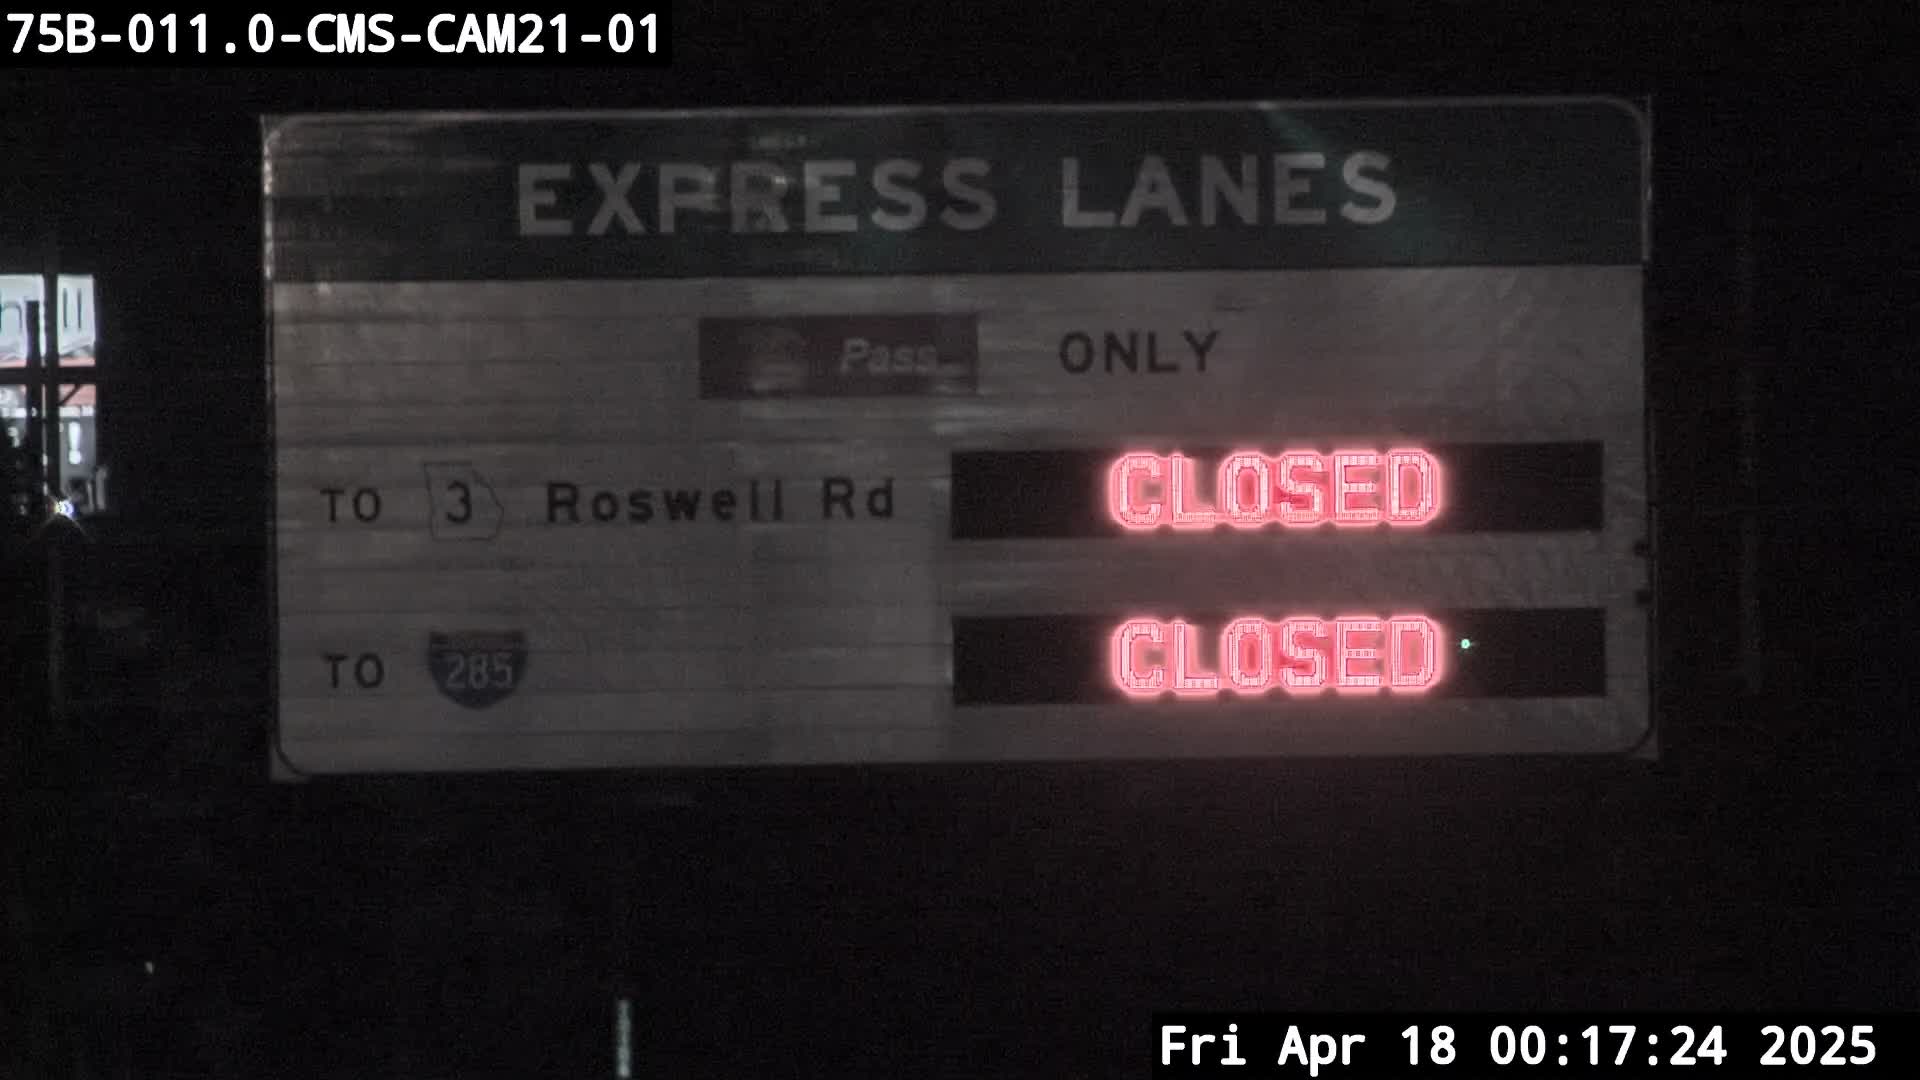 75B-011.0-CMS-CAM21-01
EXPRESS LANES
Pass ONLY
TO 3 Roswell Rd CLOSED
TO 285 CLOSED
Fri Apr 18 00:17:24 2025